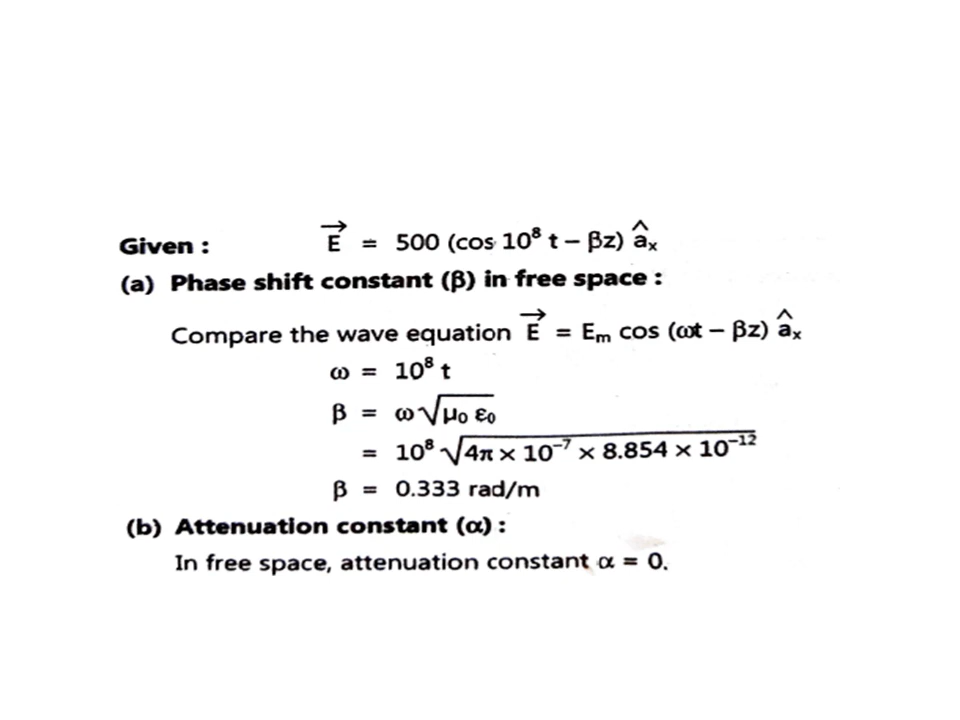 Given : E⃗ = 500 (cos 10⁸ t – βz) âₓ
(a) Phase shift constant (β) in free space :
Compare the wave equation E⃗ = Eₘ cos (ωt – βz) âₓ
ω = 10⁸ t
β = ω√μ₀ ε₀
= 10⁸ √4π × 10⁻⁷ × 8.854 × 10⁻¹²
β = 0.333 rad/m
(b) Attenuation constant (α) :
In free space, attenuation constant α = 0.